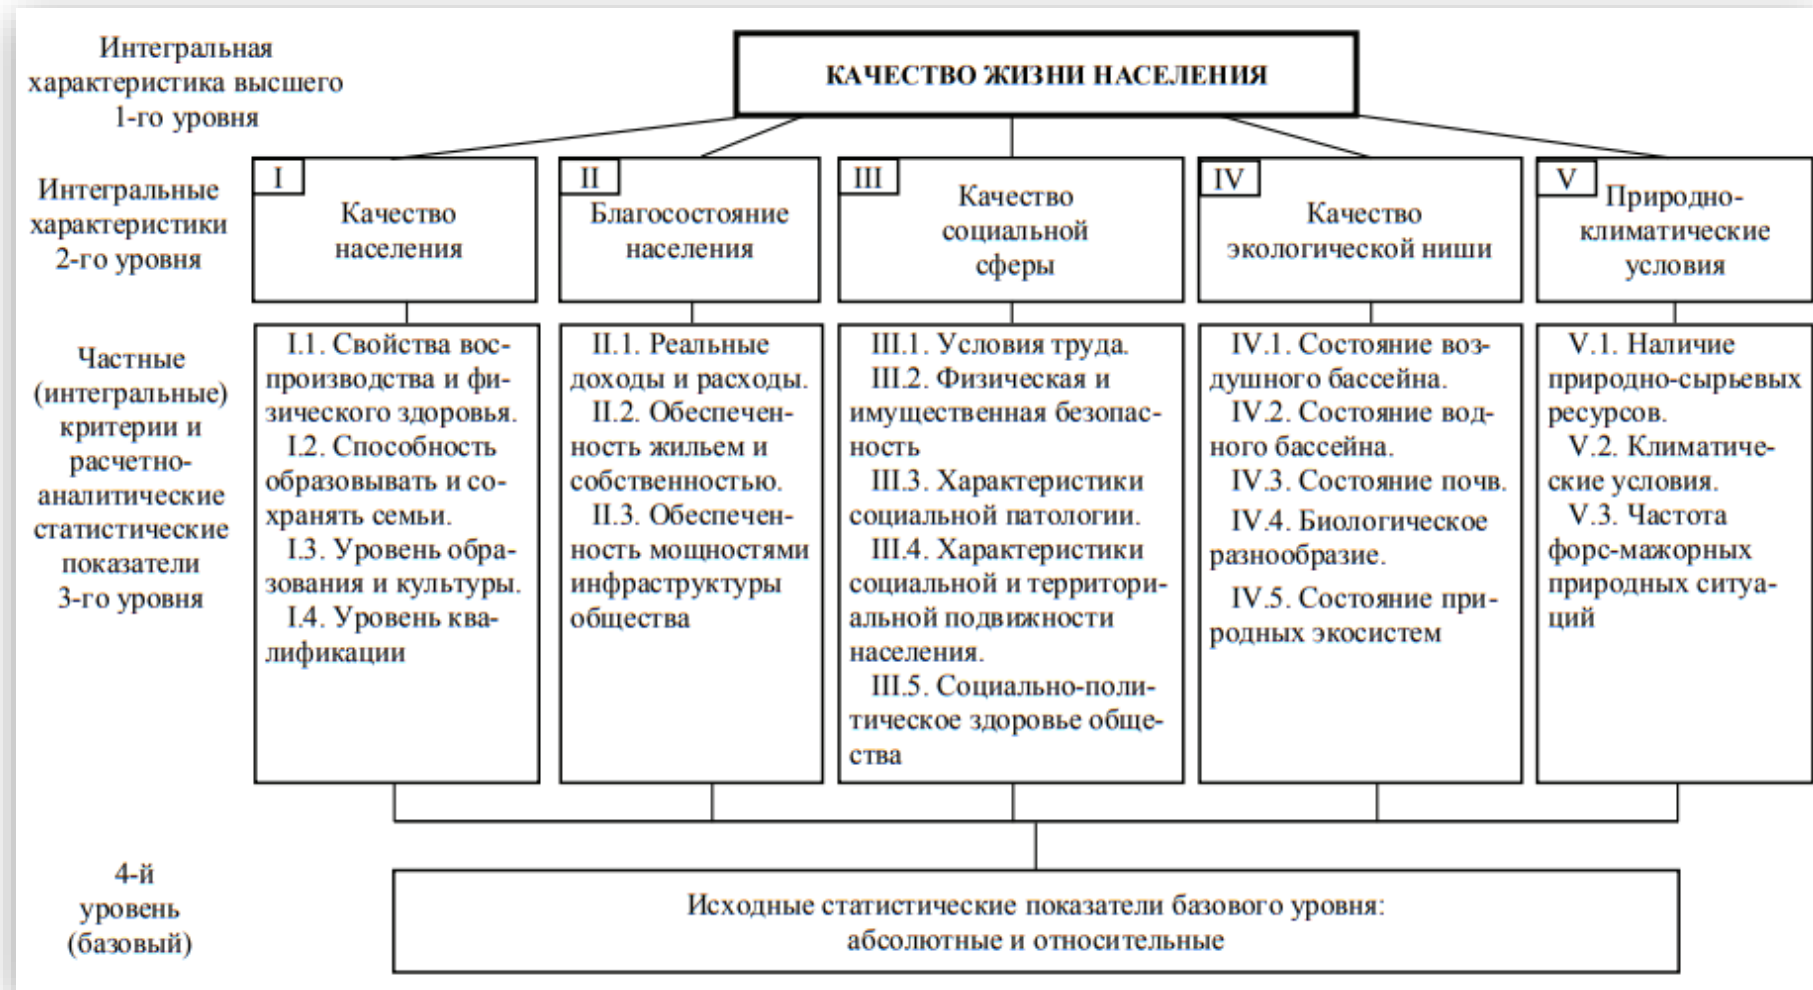 Интегральная
характеристика высшего
1-го уровня
КАЧЕСТВО ЖИЗНИ НАСЕЛЕНИЯ
Интегральные
характеристики
2-го уровня
I
Качество
населения
II
Благосостояние
населения
III
Качество
социальной
сферы
IV
Качество
экологической ниши
V
Природно-
климатические
условия
Частные
(интегральные)
критерии и
расчетно-
аналитические
статистические
показатели
3-го уровня
I.1. Свойства вос-
производства и фи-
зического здоровья.
I.2. Способность
образовывать и со-
хранять семьи.
I.3. Уровень обра-
зования и культуры.
I.4. Уровень ква-
лификации
II.1. Реальные
доходы и расходы.
II.2. Обеспечен-
ность жильем и
собственностью.
II.3. Обеспечен-
ность мощностями
инфраструктуры
общества
III.1. Условия труда.
III.2. Физическая и
имущественная безопас-
ность
III.3. Характеристики
социальной патологии.
III.4. Характеристики
социальной и территори-
альной подвижности
населения.
III.5. Социально-поли-
тическое здоровье обще-
ства
IV.1. Состояние воз-
душного бассейна.
IV.2. Состояние вод-
ного бассейна.
IV.3. Состояние почв.
IV.4. Биологическое
разнообразие.
IV.5. Состояние при-
родных экосистем
V.1. Наличие
природно-сырьевых
ресурсов.
V.2. Климатиче-
ские условия.
V.3. Частота
форс-мажорных
природных ситуа-
ций
4-й
уровень
(базовый)
Исходные статистические показатели базового уровня:
абсолютные и относительные